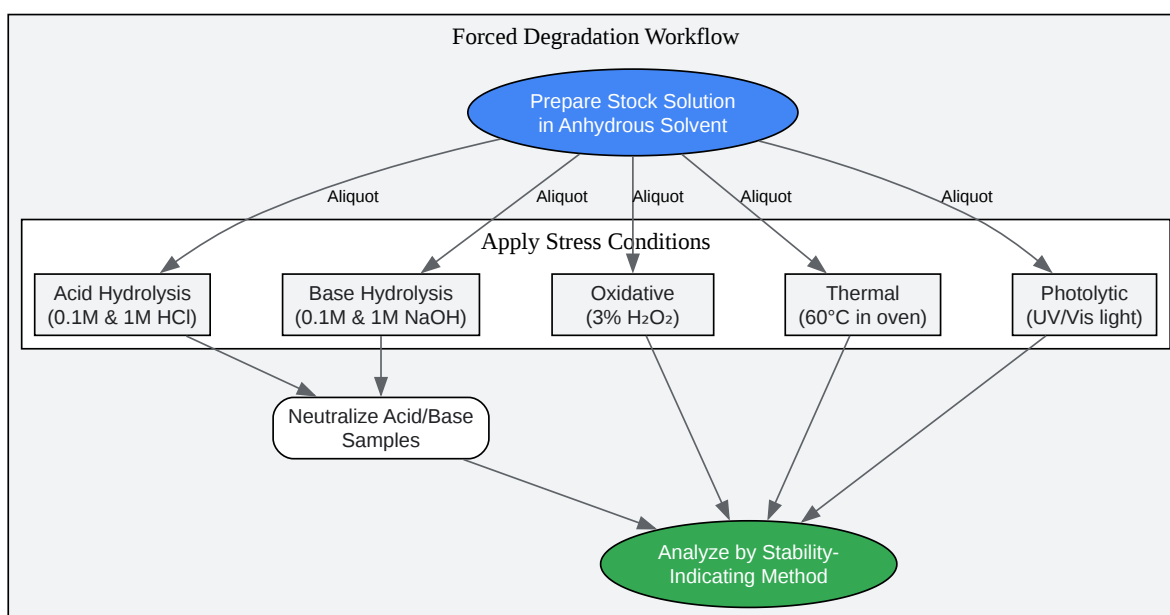 Forced Degradation Workflow
Prepare Stock Solution
in Anhydrous Solvent
Aliquot
Aliquot
Aliquot
Aliquot
Aliquot
Apply Stress Conditions
Acid Hydrolysis
(0.1M & 1M HCl)
Base Hydrolysis
(0.1M & 1M NaOH)
Oxidative
(3% H₂O₂)
Thermal
(60°C in oven)
Photolytic
(UV/Vis light)
Neutralize Acid/Base
Samples
Analyze by Stability-
Indicating Method